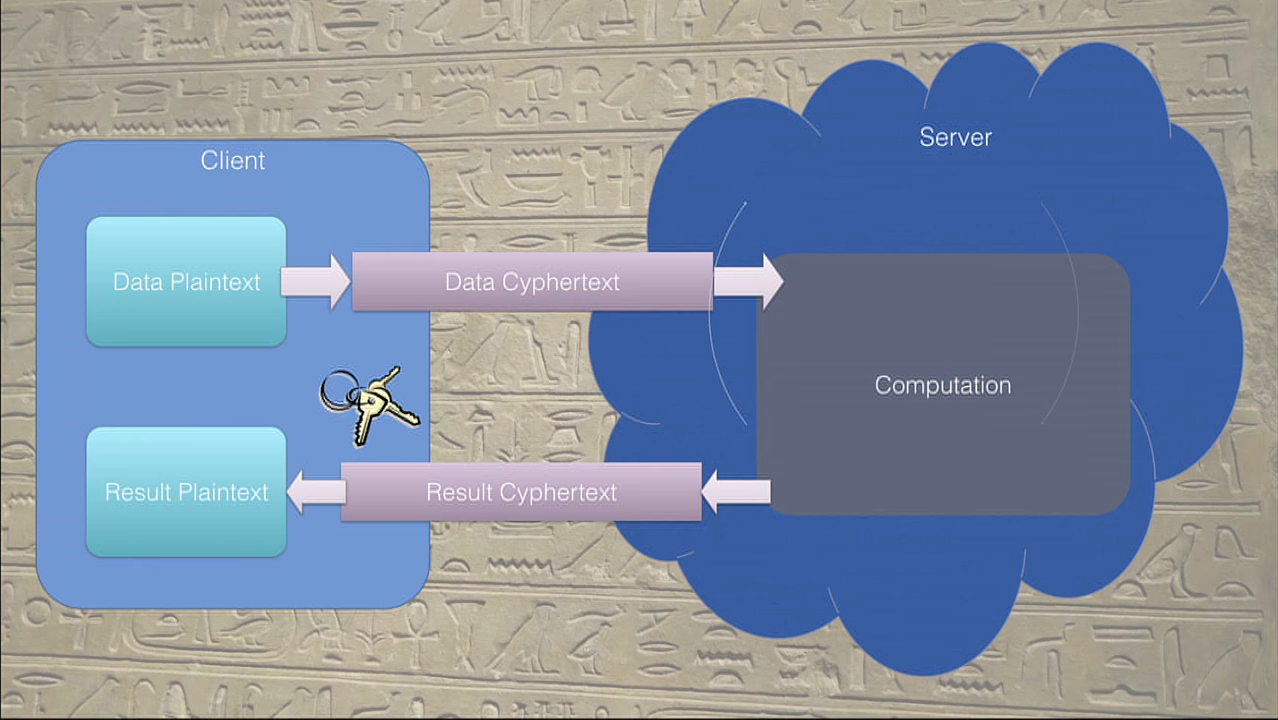 Client
Server
Data Plaintext
Data Cyphertext
Computation
Result Plaintext
Result Cyphertext